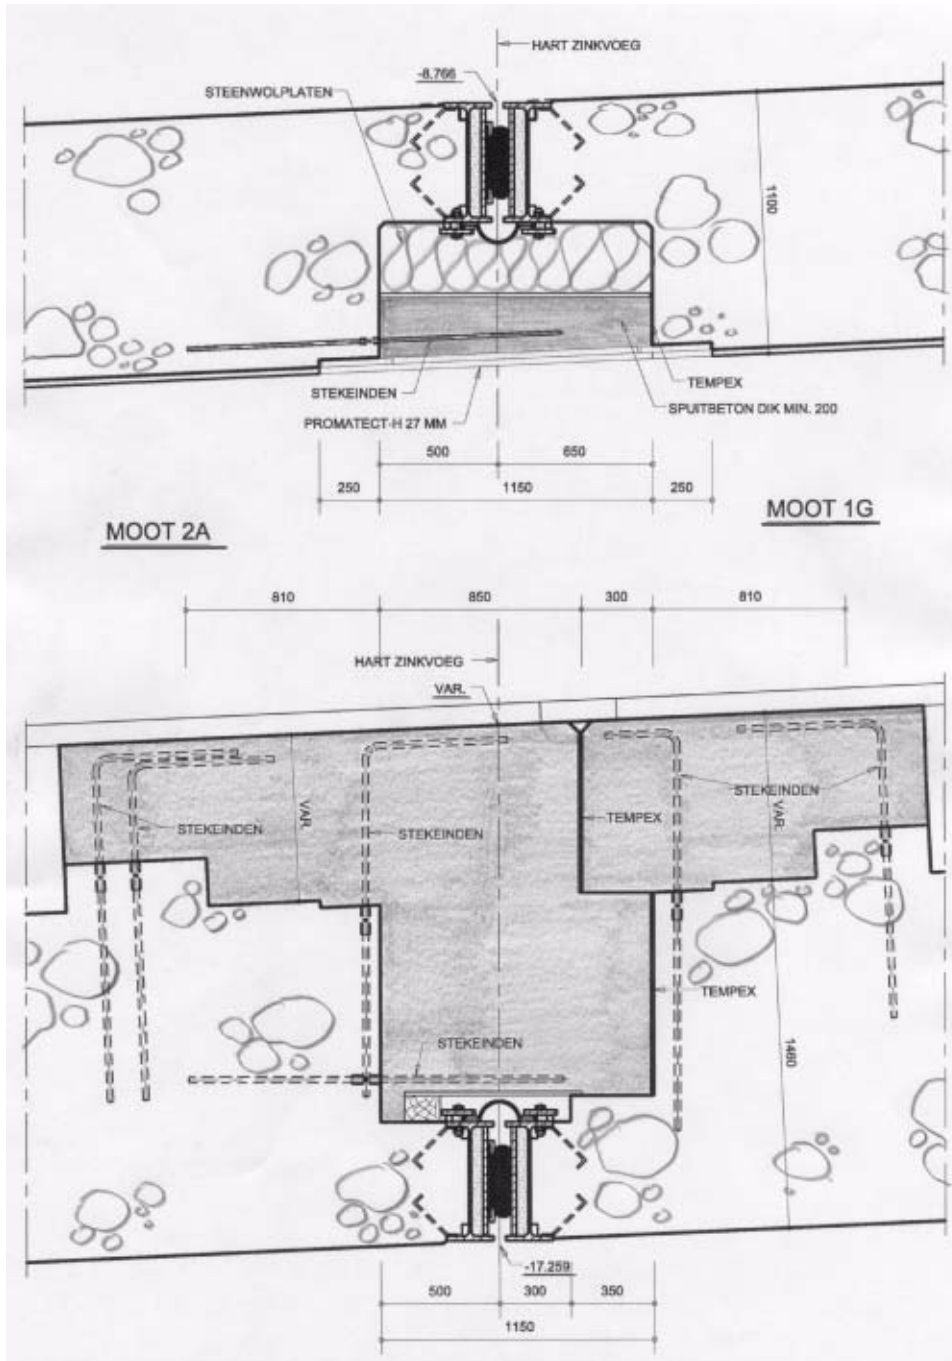 HART ZINKVOEG
-8.766
STEENWOLPLATEN
1100
STEKEINDEN
TEMPEX
PROMATECT-H 27 MM
SPUITBETON DIK MIN. 200
500 650
250 1150 250
MOOT 2A MOOT 1G
810 850 300 810
HART ZINKVOEG
VAR.
STEKEINDEN
VAR.
STEKEINDEN
TEMPEX
STEKEINDEN
VAR.
TEMPEX
STEKEINDEN
1460
-17.259
500 300 350
1150